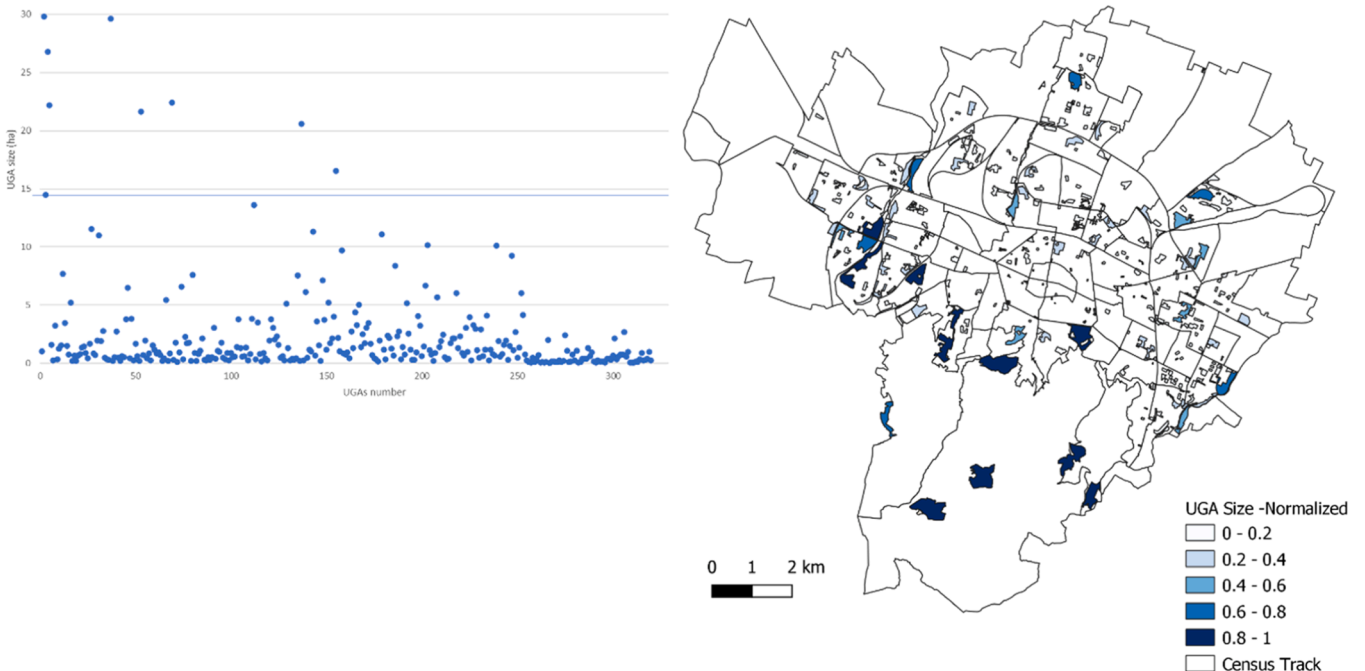 30
25
20
15
10
5
0
UGA size (ha)
0 50 100 150 200 250 300
UGAs number
0 1 2 km
UGA Size -Normalized
0 - 0.2
0.2 - 0.4
0.4 - 0.6
0.6 - 0.8
0.8 - 1
Census Track